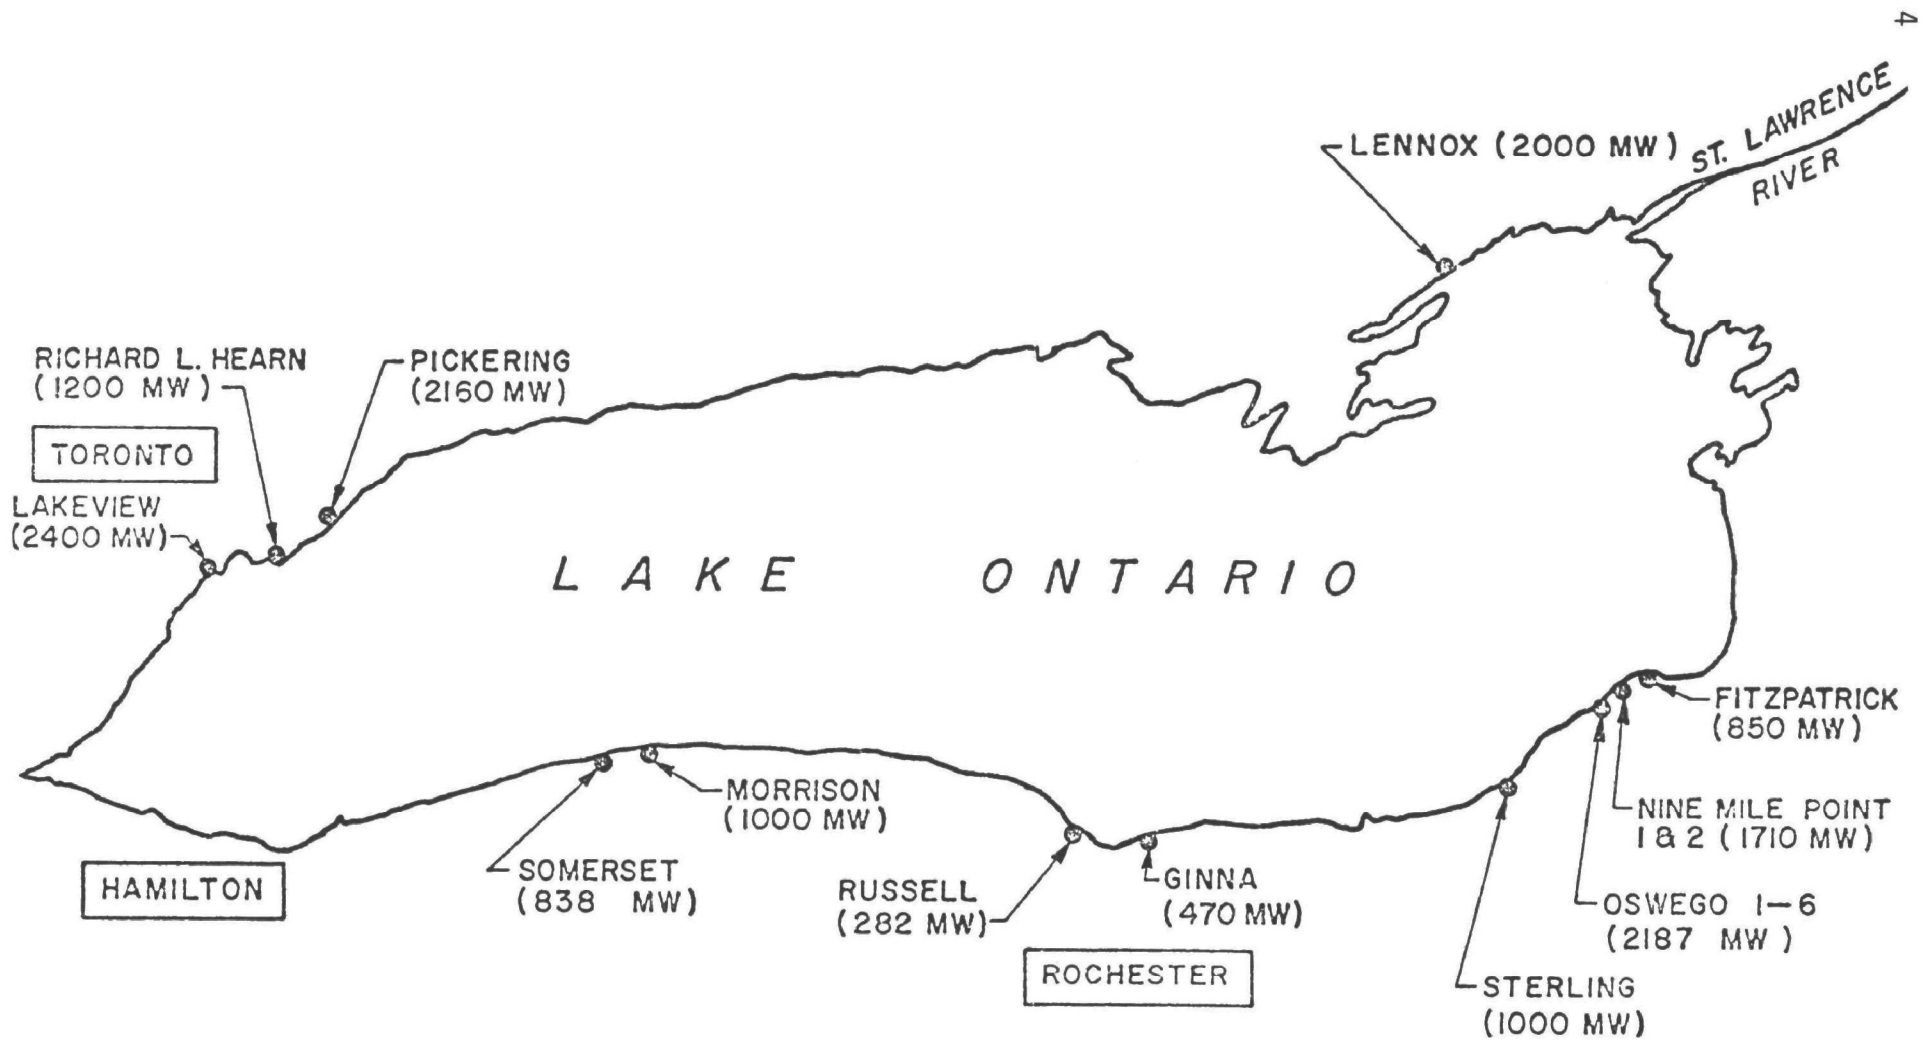 4
ST. LAWRENCE
RIVER
LENNOX (2000 MW)
RICHARD L. HEARN
(1200 MW)
PICKERING
(2160 MW)
TORONTO
LAKEVIEW
(2400 MW)
LAKE ONTARIO
FITZPATRICK
(850 MW)
NINE MILE POINT
1 & 2 (1710 MW)
MORRISON
(1000 MW)
SOMERSET
(838 MW)
HAMILTON
RUSSELL
(282 MW)
GINNA
(470 MW)
OSWEGO 1-6
(2187 MW)
ROCHESTER
STERLING
(1000 MW)